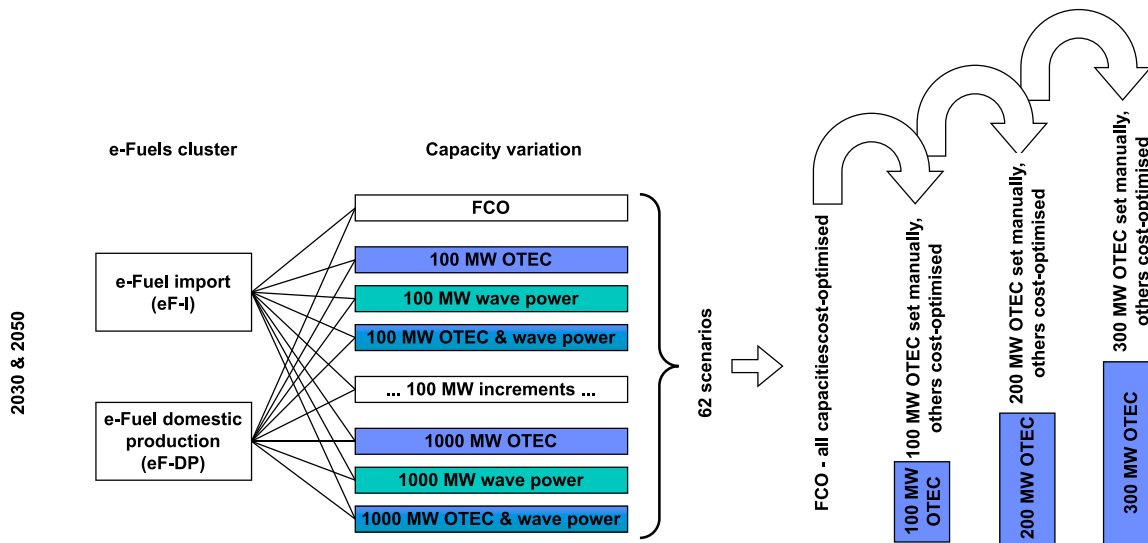 2030 & 2050
e-Fuels cluster
e-Fuel import
(eF-I)
e-Fuel domestic
production
(eF-DP)
Capacity variation
FCO
100 MW OTEC
100 MW wave power
100 MW OTEC & wave power
... 100 MW increments ...
1000 MW OTEC
1000 MW wave power
1000 MW OTEC & wave power
62 scenarios
FCO - all capacitiescost-optimised
100 MW OTEC set manually,
others cost-optimised
100 MW
OTEC
200 MW OTEC set manually,
others cost-optimised
200 MW OTEC
300 MW OTEC set manually,
others cost-optimised
300 MW OTEC